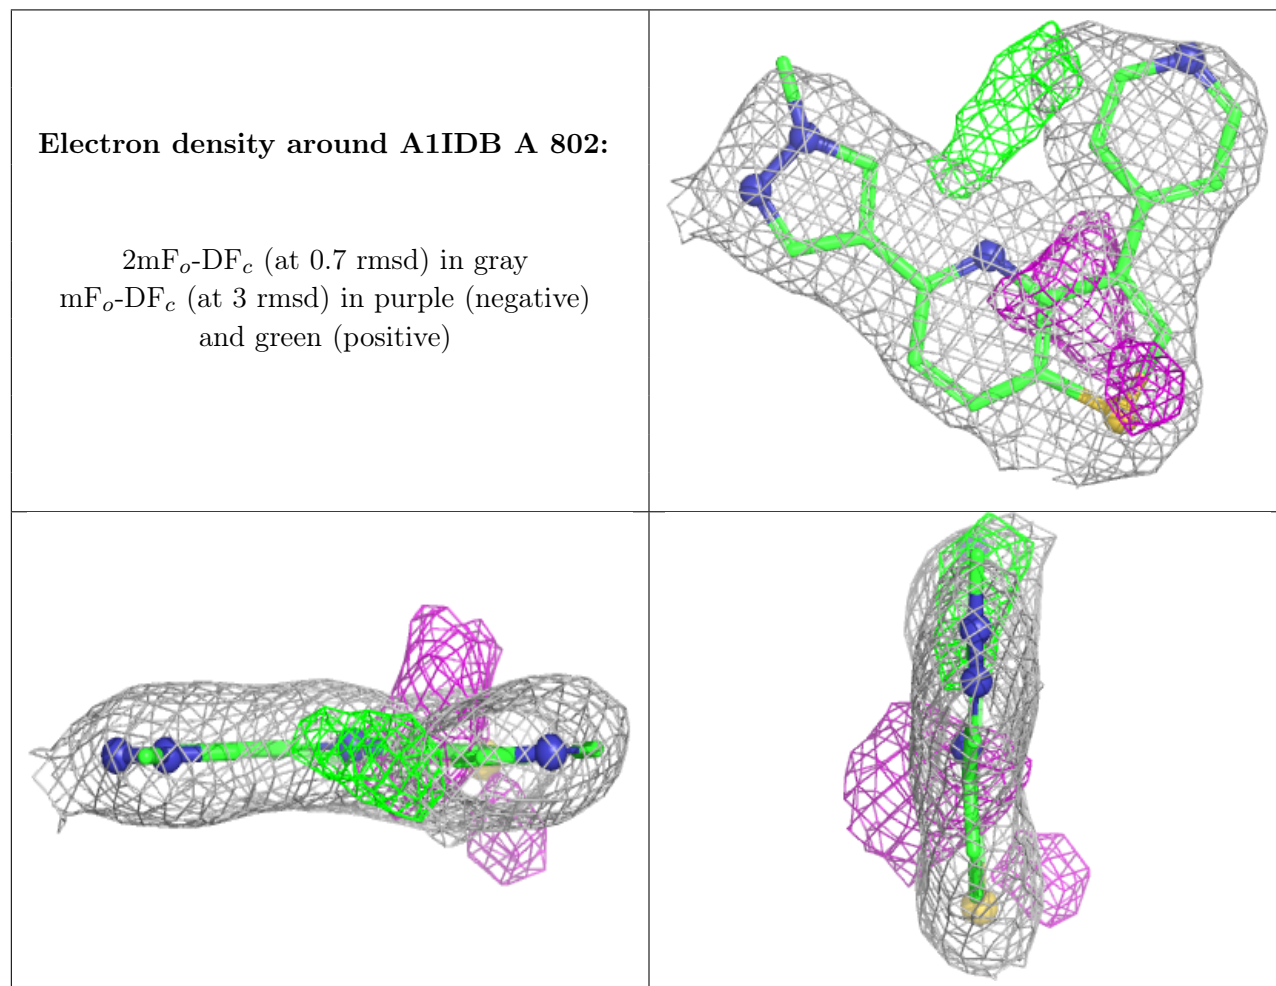 Electron density around A1IDB A 802:
2mFo-DFc (at 0.7 rmsd) in gray
mFo-DFc (at 3 rmsd) in purple (negative)
and green (positive)